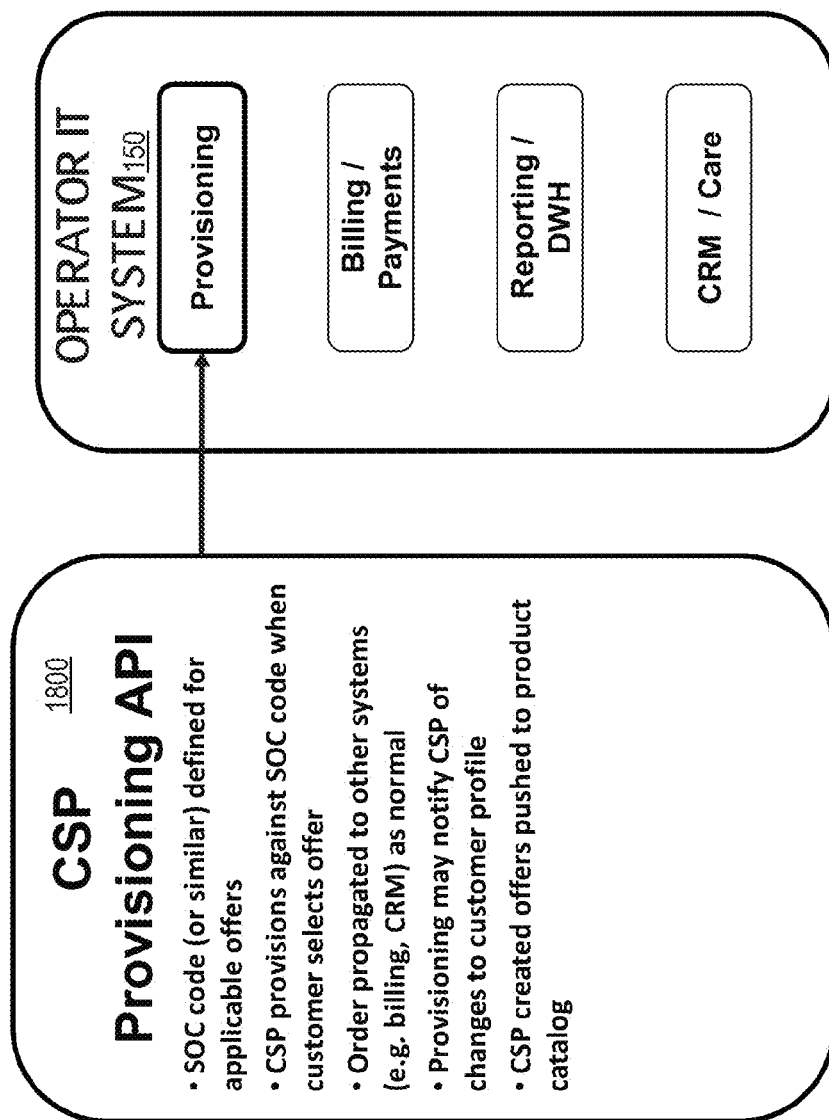 CSP
1800
Provisioning API
• SOC code (or similar) defined for
applicable offers
• CSP provisions against SOC code when
customer selects offer
• Order propagated to other systems
(e.g. billing, CRM) as normal
• Provisioning may notify CSP of
changes to customer profile
• CSP created offers pushed to product
catalog
OPERATOR IT
SYSTEM 150
Provisioning
Billing /
Payments
Reporting /
DWH
CRM / Care